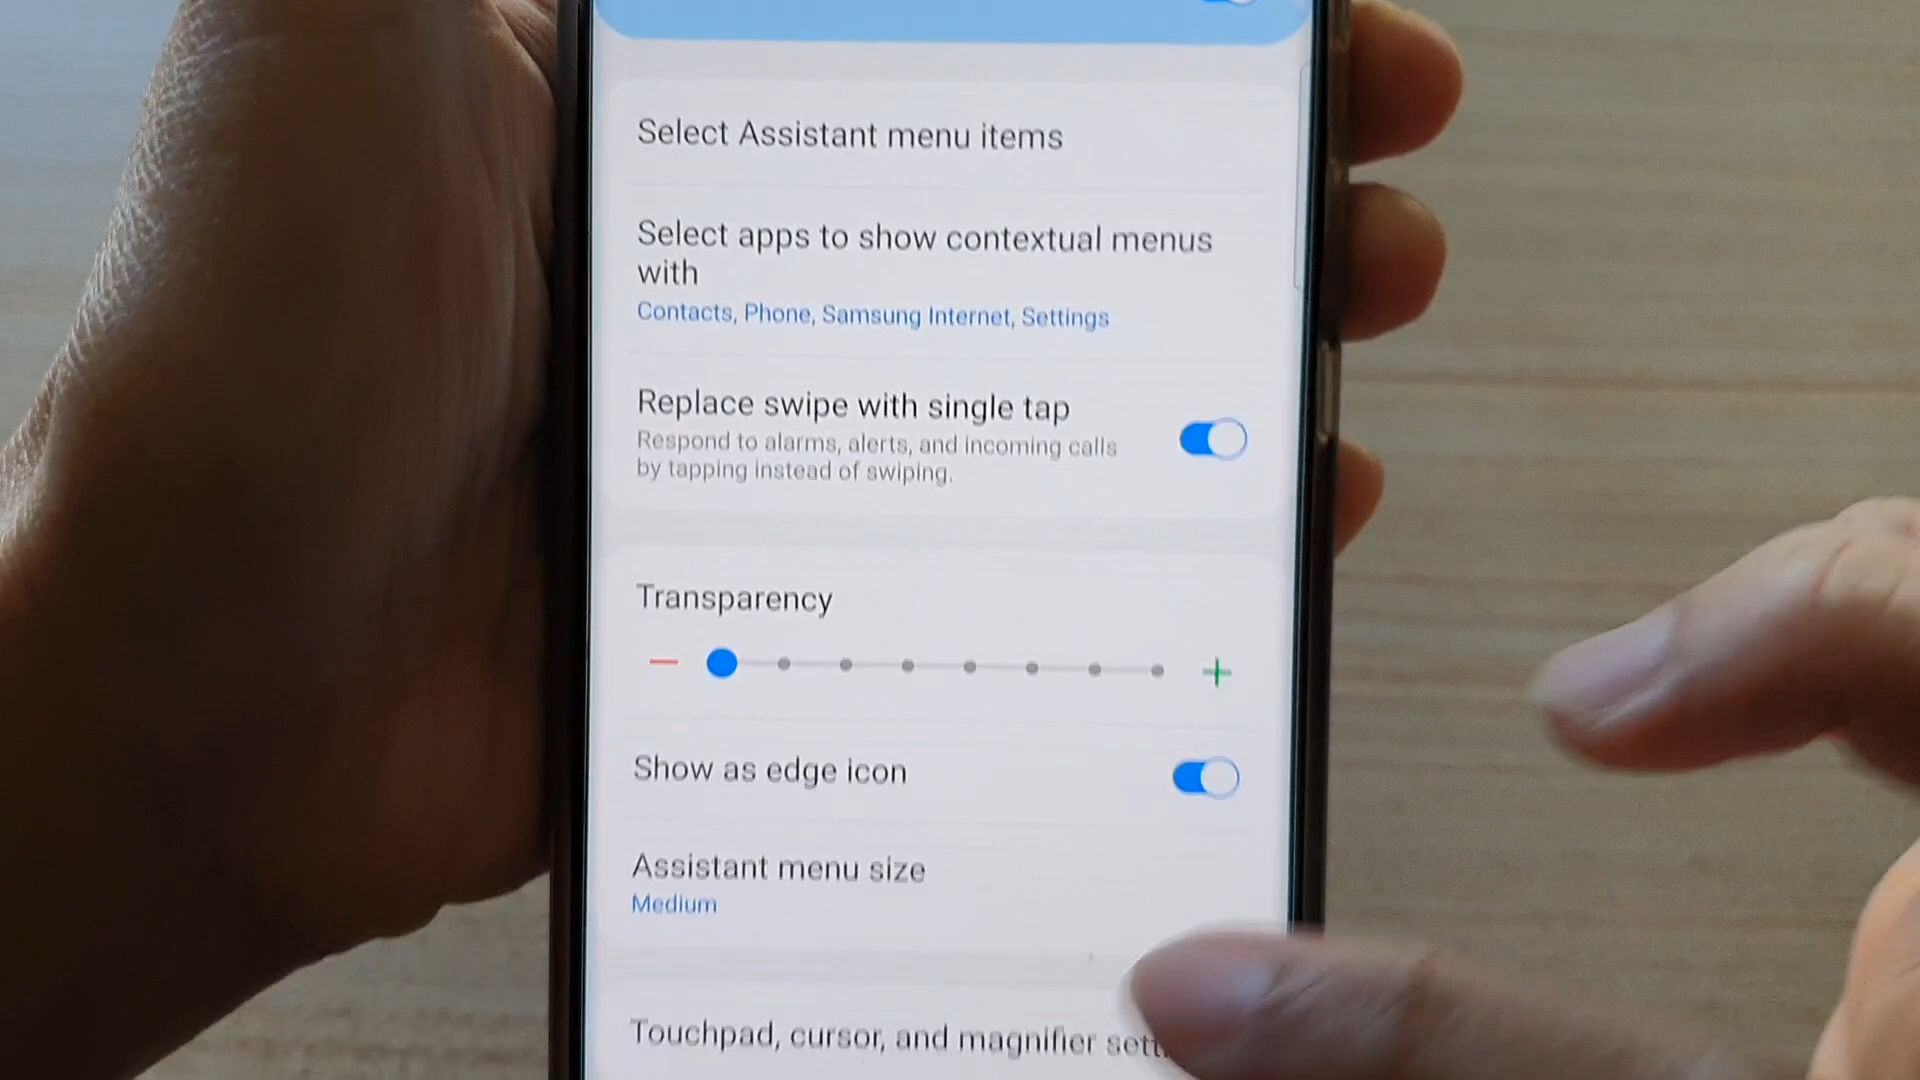 Select Assistant menu items
Select apps to show contextual menus
with
Contacts, Phone, Samsung Internet, Settings
Replace swipe with single tap
Respond to alarms, alerts, and incoming calls
by tapping instead of swiping.
Transparency
Show as edge icon
Assistant menu size
Medium
Touchpad, cursor, and magnifier